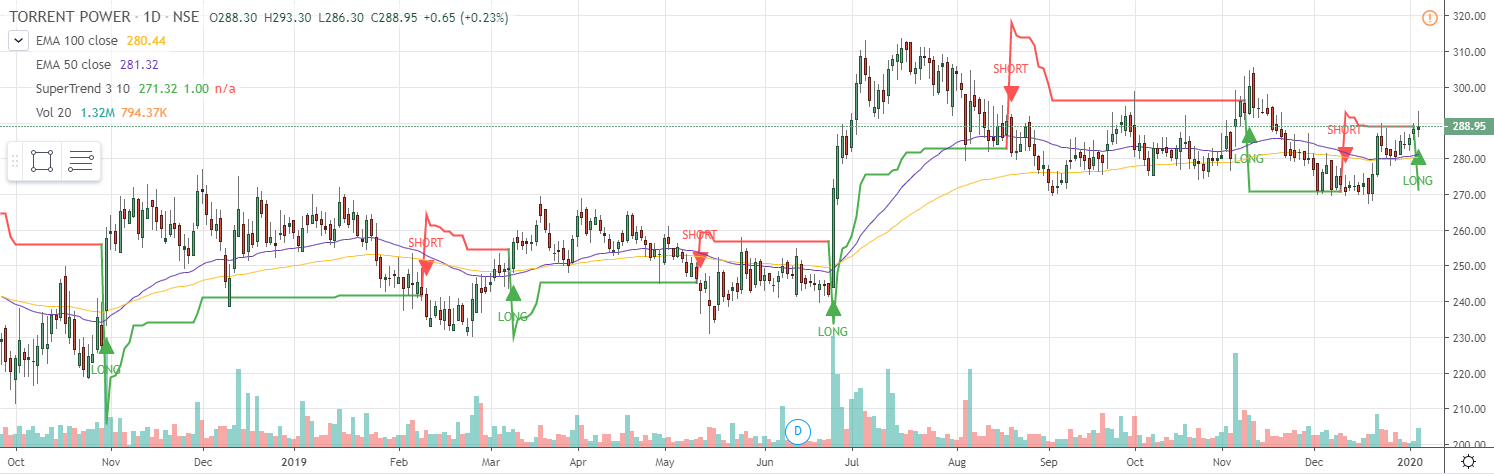 TORRENT POWER · 1D · NSE O288.30 H293.30 L286.30 C288.95 +0.65 (+0.23%)
EMA 100 close 280.44
EMA 50 close 281.32
SuperTrend 3 10 271.32 1.00 n/a
Vol 20 1.32M 794.37K
320.00
310.00
300.00
288.95
280.00
270.00
260.00
250.00
240.00
230.00
220.00
210.00
200.00
LONG
SHORT
LONG
SHORT
LONG
SHORT
LONG
SHORT
LONG
D
Oct Nov Dec 2019 Feb Mar Apr May Jun Jul Aug Sep Oct Nov Dec 2020